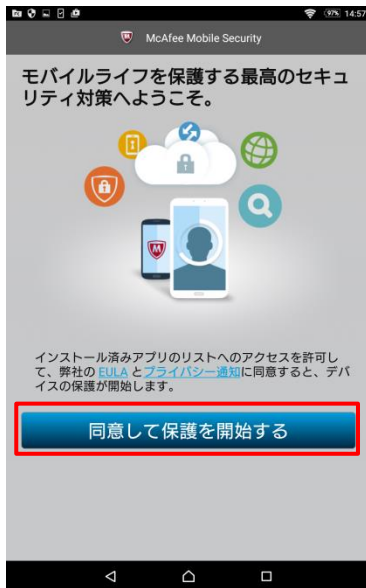 97% 14:57
McAfee Mobile Security
モバイルライフを保護する最高のセキュ
リティ対策へようこそ。
インストール済みアプリのリストへのアクセスを許可し
て、弊社の EULA とプライバシー通知に同意すると、デバ
イスの保護が開始します。
同意して保護を開始する